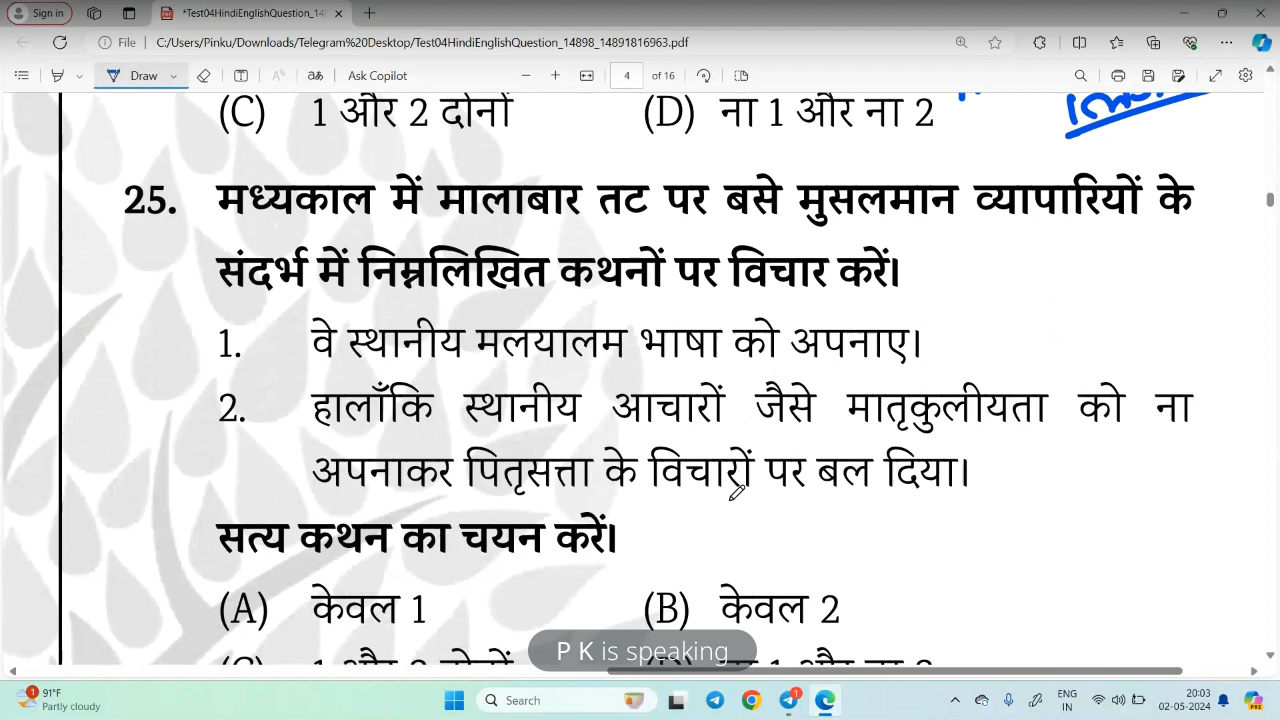 Sign in
*Test04HindiEnglishQuestion_14
File C:/Users/Pinku/Downloads/Telegram%20Desktop/Test04HindiEnglishQuestion_14898_14891816963.pdf
Draw
Ask Copilot
4 of 16
(C) 1 और 2 दोनों (D) ना 1 और ना 2
25. मध्यकाल में मालाबार तट पर बसे मुसलमान व्यापारियों के
संदर्भ में निम्नलिखित कथनों पर विचार करें।
1. वे स्थानीय मलयालम भाषा को अपनाए।
2. हालाँकि स्थानीय आचारों जैसे मातृकुलीयता को ना
अपनाकर पितृसत्ता के विचारों पर बल दिया।
सत्य कथन का चयन करें।
(A) केवल 1 (B) केवल 2
P K is speaking
91°F
Partly cloudy
Search
ENG
IN
20:03
02-05-2024